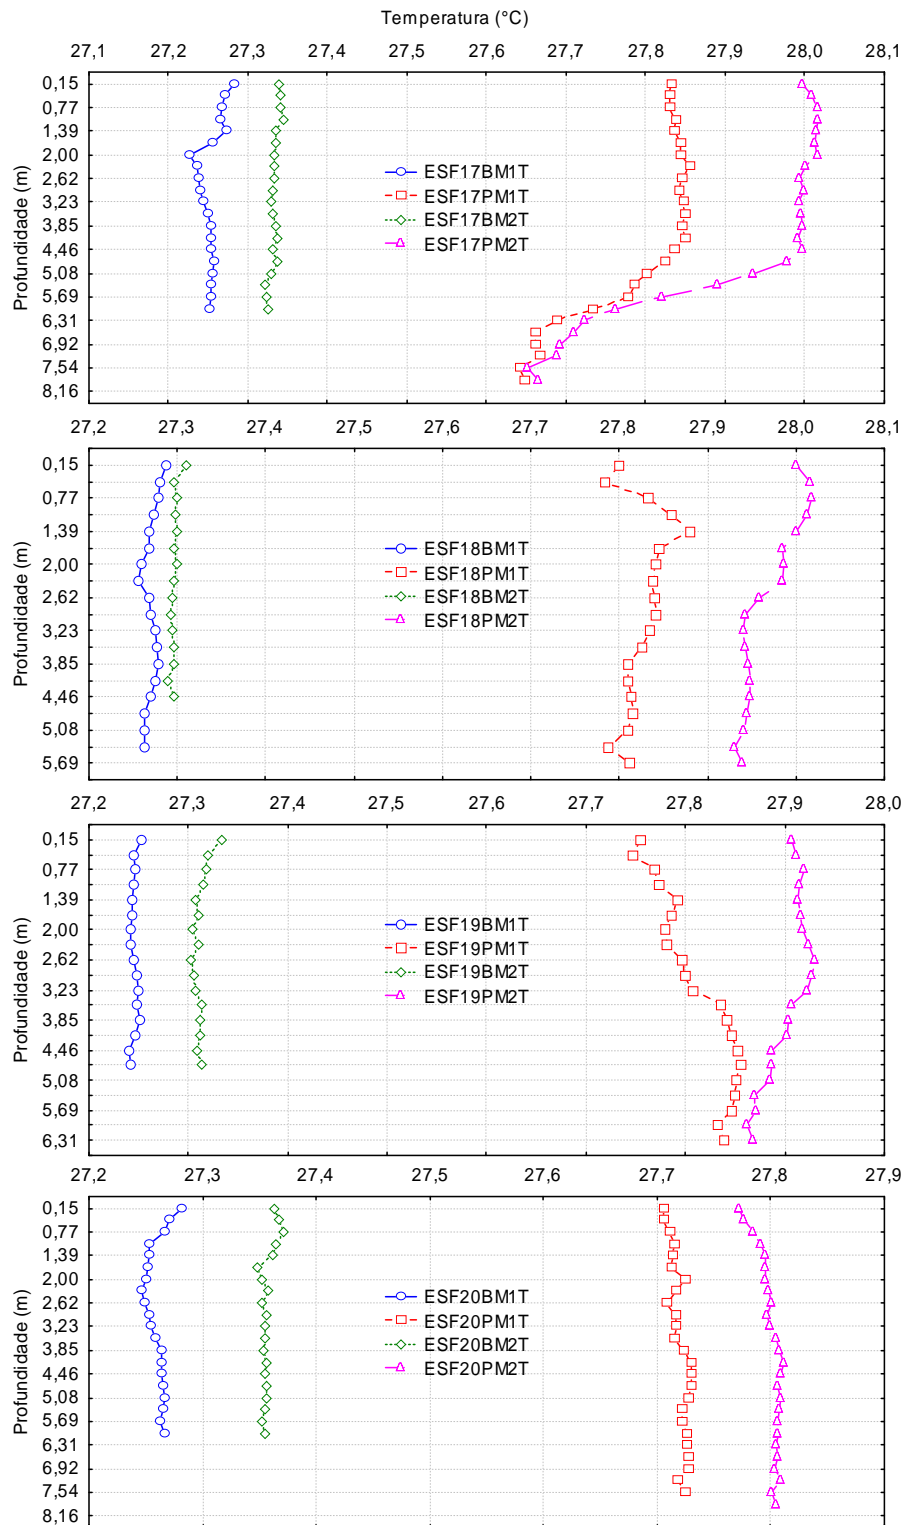 Temperatura (°C)
27,1 27,2 27,3 27,4 27,5 27,6 27,7 27,8 27,9 28,0 28,1
Profundidade (m)
0,15
0,77
1,39
2,00
2,62
3,23
3,85
4,46
5,08
5,69
6,31
6,92
7,54
8,16
ESF17BM1T
ESF17PM1T
ESF17BM2T
ESF17PM2T
27,2 27,3 27,4 27,5 27,6 27,7 27,8 27,9 28,0 28,1
Profundidade (m)
0,15
0,77
1,39
2,00
2,62
3,23
3,85
4,46
5,08
5,69
ESF18BM1T
ESF18PM1T
ESF18BM2T
ESF18PM2T
27,2 27,3 27,4 27,5 27,6 27,7 27,8 27,9 28,0
Profundidade (m)
0,15
0,77
1,39
2,00
2,62
3,23
3,85
4,46
5,08
5,69
6,31
ESF19BM1T
ESF19PM1T
ESF19BM2T
ESF19PM2T
27,2 27,3 27,4 27,5 27,6 27,7 27,8 27,9
Profundidade (m)
0,15
0,77
1,39
2,00
2,62
3,23
3,85
4,46
5,08
5,69
6,31
6,92
7,54
8,16
ESF20BM1T
ESF20PM1T
ESF20BM2T
ESF20PM2T